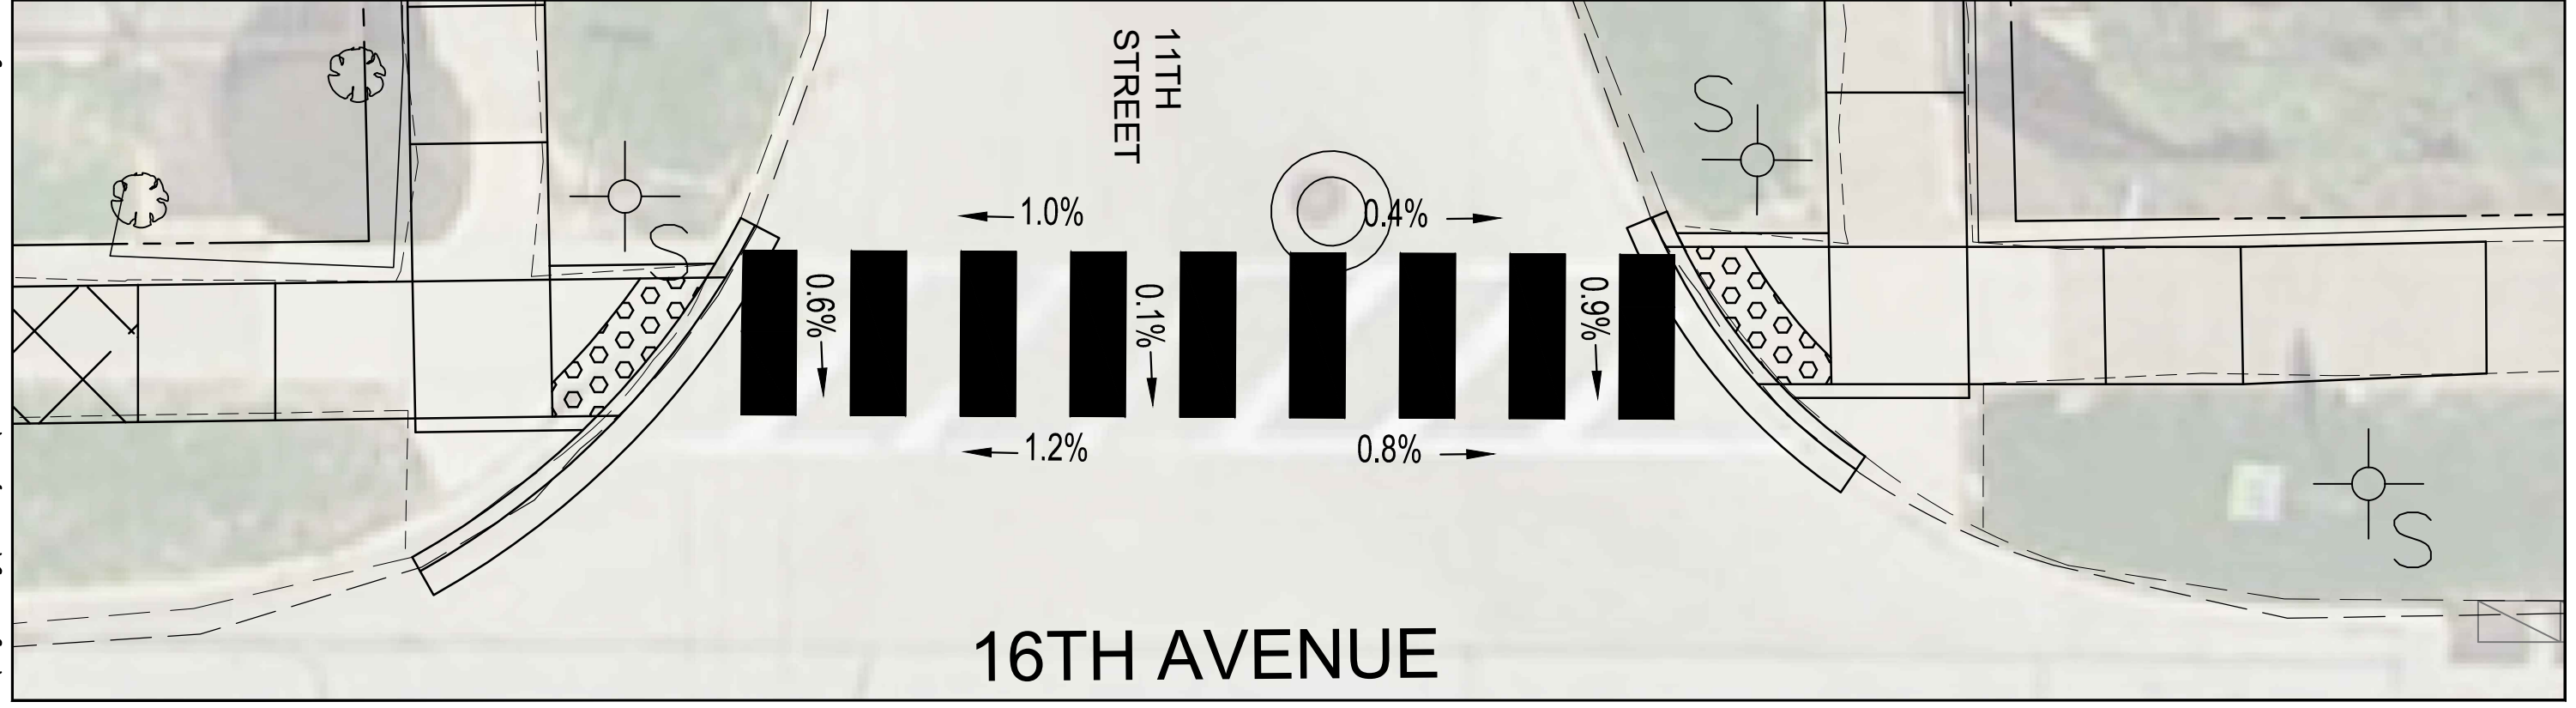 11TH
STREET
S
S
1.0%
0.4%
0.6%
0.1%
0.9%
1.2%
0.8%
S
16TH AVENUE